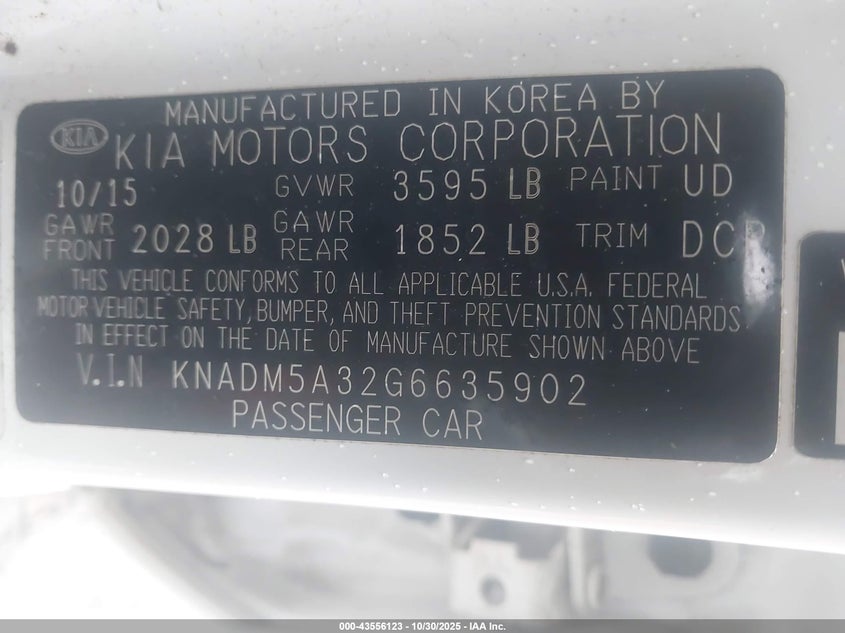 MANUFACTURED IN KOREA BY
KIA KIA MOTORS CORPORATION
10/15 GVWR 3595 LB PAINT UD
GAWR FRONT 2028 LB GAWR REAR 1852 LB TRIM
THIS VEHICLE CONFORMS TO ALL APPLICABLE U.S.A. FEDERAL
MOTOR VEHICLE SAFETY, BUMPER, AND THEFT PREVENTION STANDARDS
IN EFFECT ON THE DATE OF MANUFACTURE SHOWN ABOVE
V.I.N KNADM5A32G6635902
PASSENGER CAR
000-43556123 | 10/30/2025 | IAA Inc.